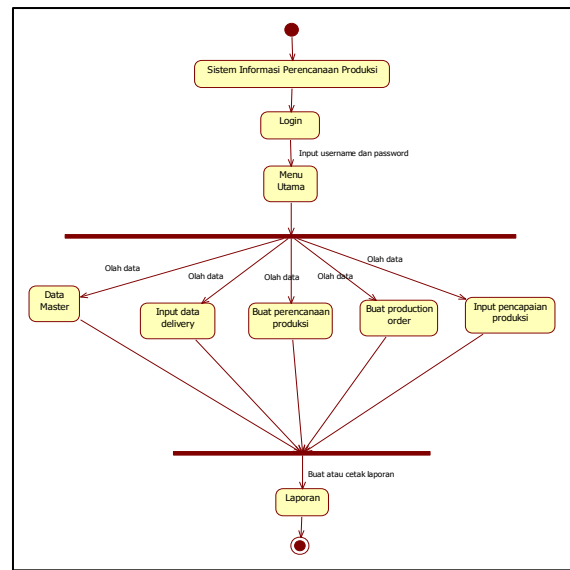 Sistem Informasi Perencanaan Produksi
Login
Input username dan password
Menu
Utama
Olah data
Olah data
Olah data
Olah data
Olah data
Data
Master
Input data
delivery
Buat perencanaan
produksi
Buat production
order
Input pencapaian
produksi
Buat atau cetak laporan
Laporan